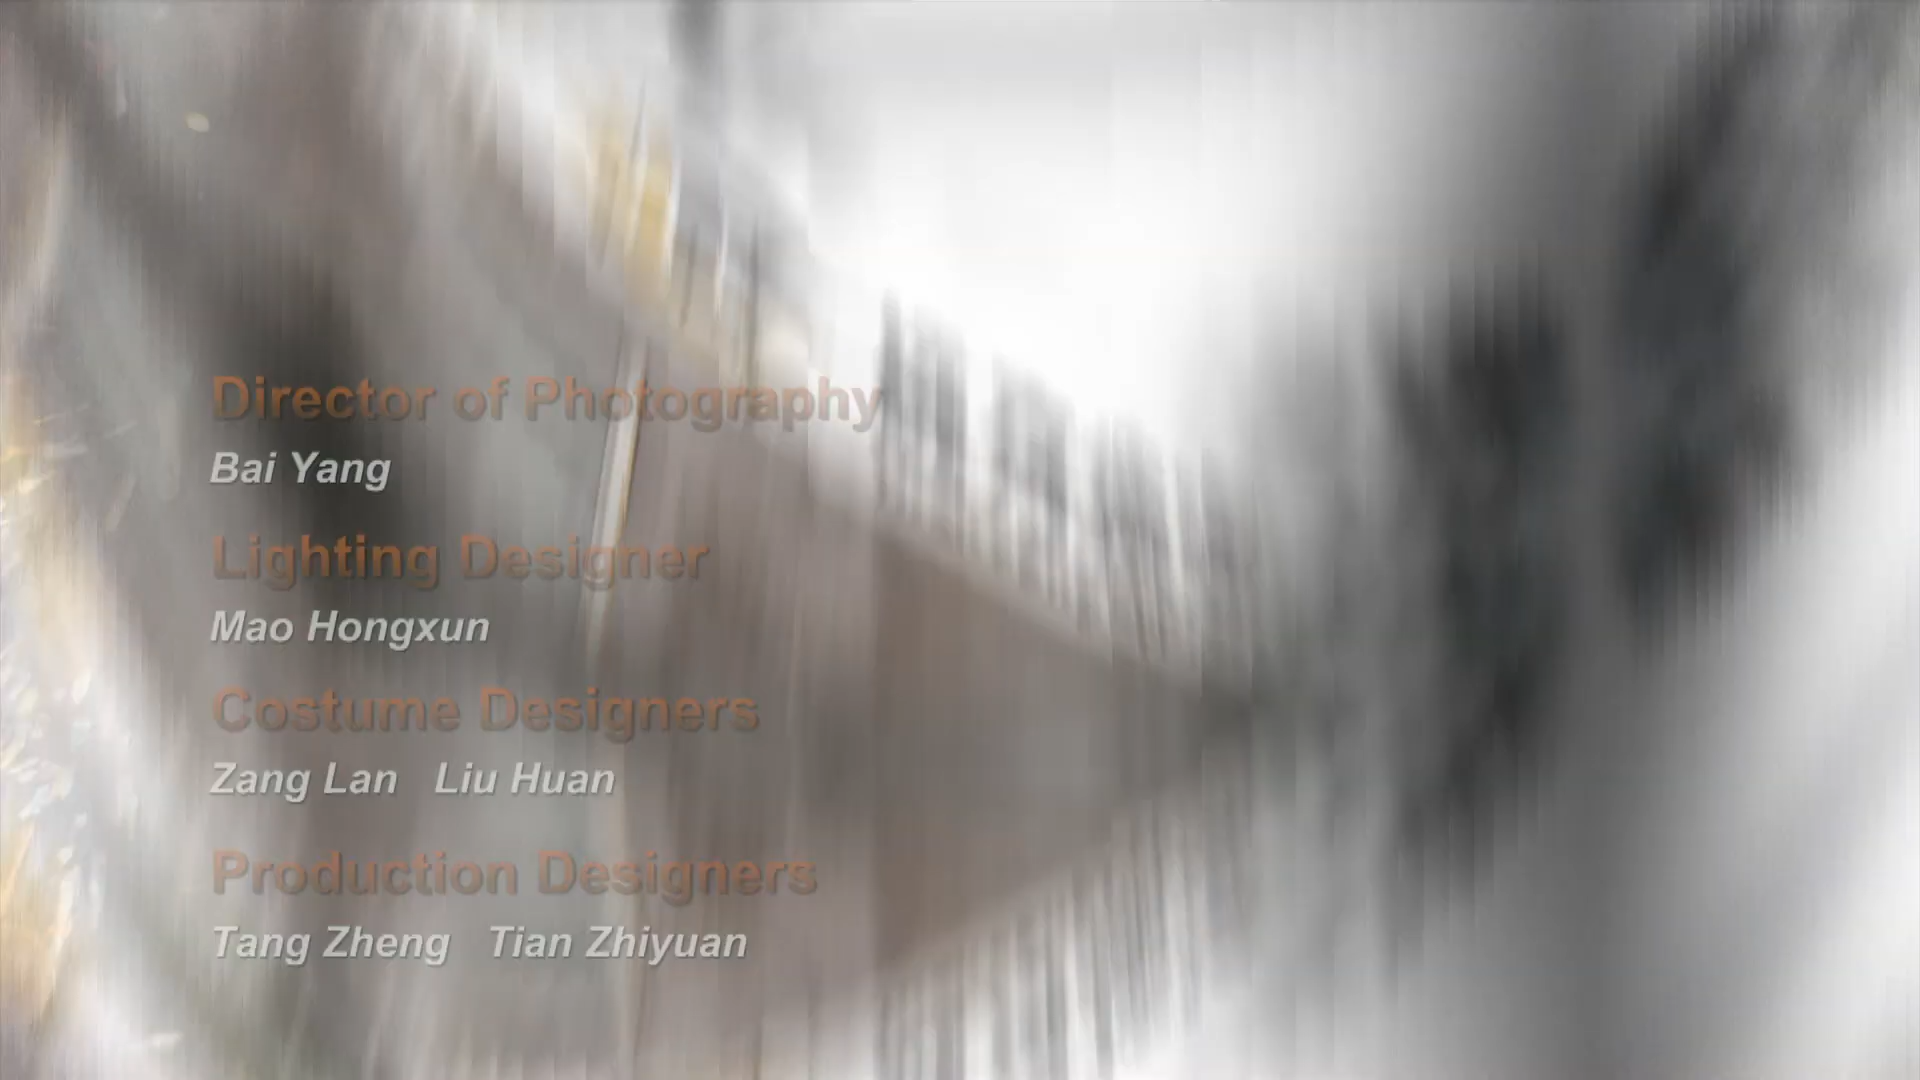 Director of Photography
Bai Yang
Lighting Designer
Mao Hongxun
Costume Designers
Zang Lan   Liu Huan
Production Designers
Tang Zheng   Tian Zhiyuan